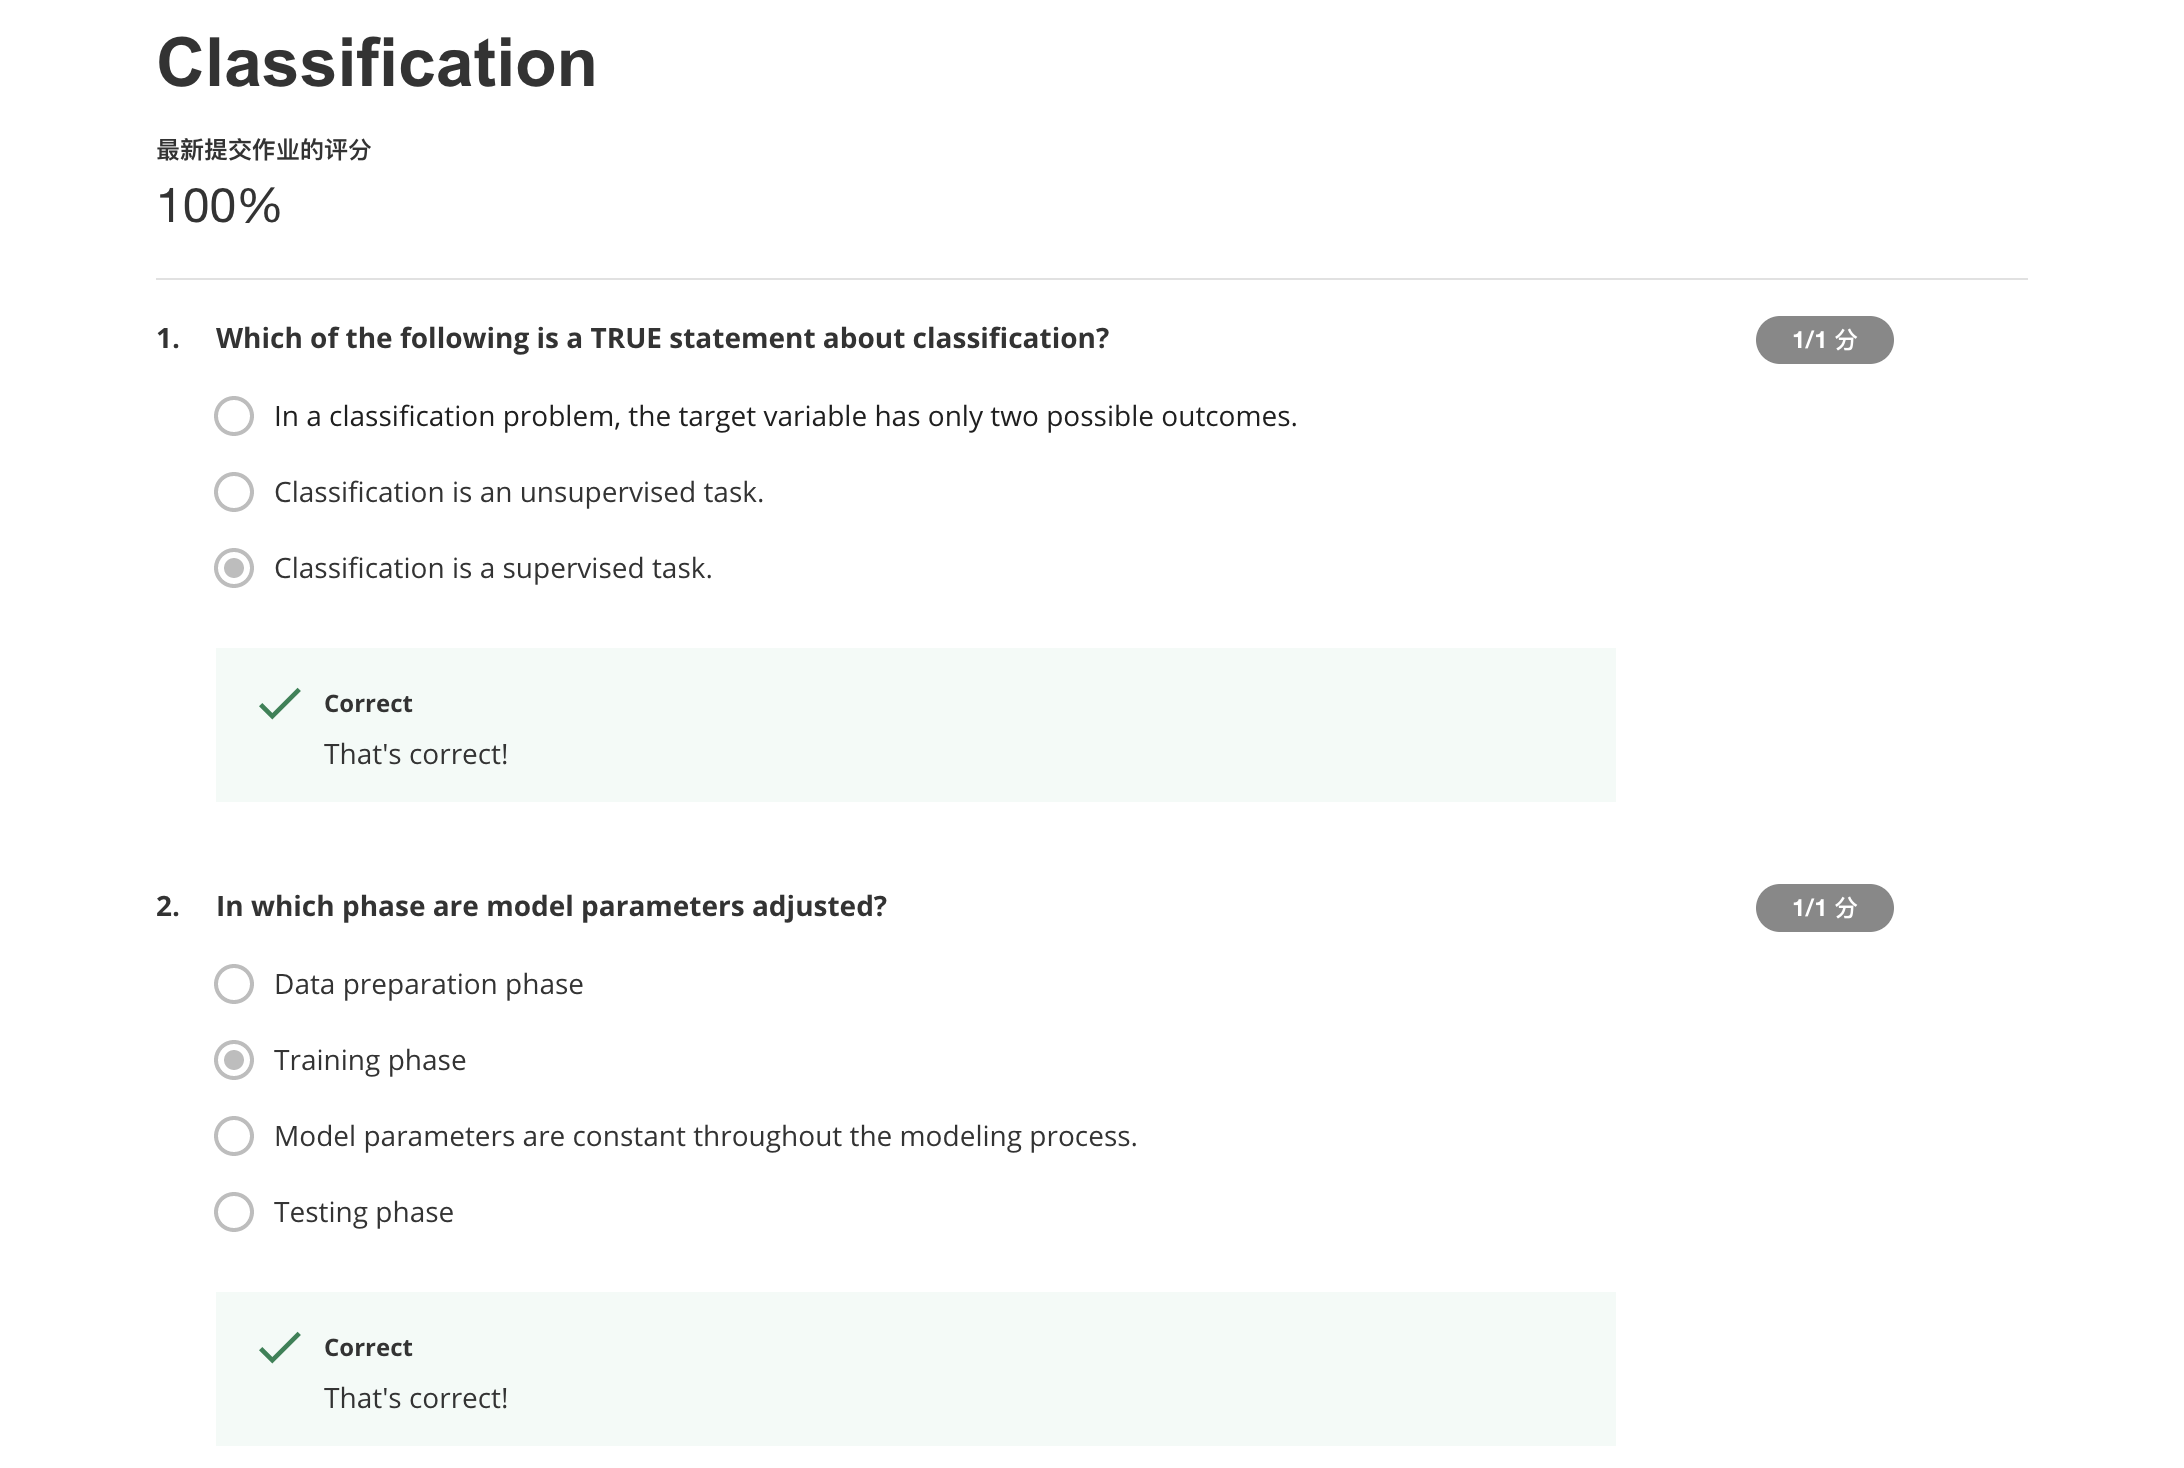 Classification
最新提交作业的评分
100%
1. Which of the following is a TRUE statement about classification?
1/1 分
In a classification problem, the target variable has only two possible outcomes.
Classification is an unsupervised task.
Classification is a supervised task.
Correct
That's correct!
2. In which phase are model parameters adjusted?
1/1 分
Data preparation phase
Training phase
Model parameters are constant throughout the modeling process.
Testing phase
Correct
That's correct!